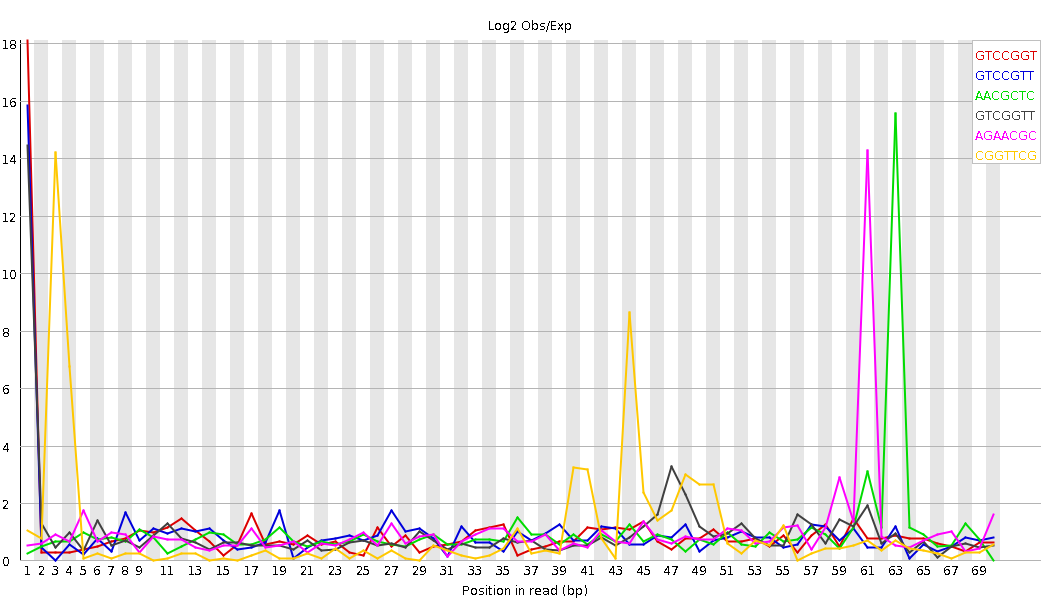 Log2 Obs/Exp
18
16
14
12
10
8
6
4
2
0
GTCCGGT
GTCCGTT
AACGCTC
GTCGGTT
AGAACGC
CGGTTCG
1 2 3 4 5 6 7 8 9 11 13 15 17 19 21 23 25 27 29 31 33 35 37 39 41 43 45 47 49 51 53 55 57 59 61 63 65 67 69
Position in read (bp)